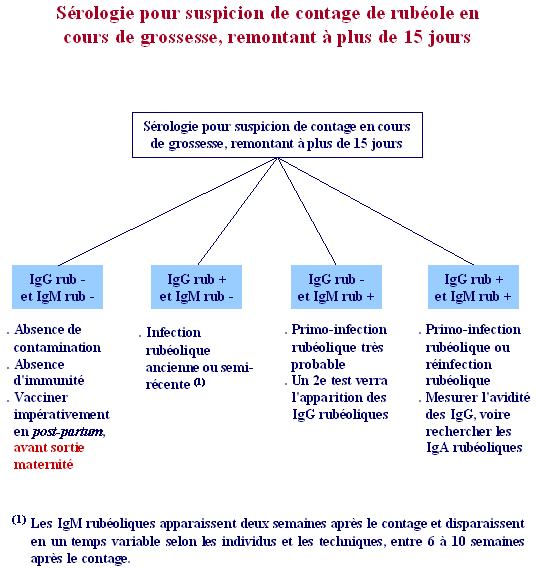 Sérologie pour suspicion de contage de rubéole en
cours de grossesse, remontant à plus de 15 jours
Sérologie pour suspicion de contage en cours
de grossesse, remontant à plus de 15 jours
IgG rub -
et IgM rub -
. Absence de
contamination
. Absence
d'immunité
. Vacciner
impérativement
en post-partum,
avant sortie
maternité
IgG rub +
et IgM rub -
. Infection
rubéolique
ancienne ou semi-
récente (1)
IgG rub -
et IgM rub +
. Primo-infection
rubéolique très
probable
. Un 2e test verra
l'apparition des
IgG rubéoliques
IgG rub +
et IgM rub +
. Primo-infection
rubéolique ou
réinfection
rubéolique
. Mesurer l'avidité
des IgG, voire
rechercher les
IgA rubéoliques
(1) Les IgM rubéoliques apparaissent deux semaines après le contage et disparaissent
en un temps variable selon les individus et les techniques, entre 6 à 10 semaines
après le contage.